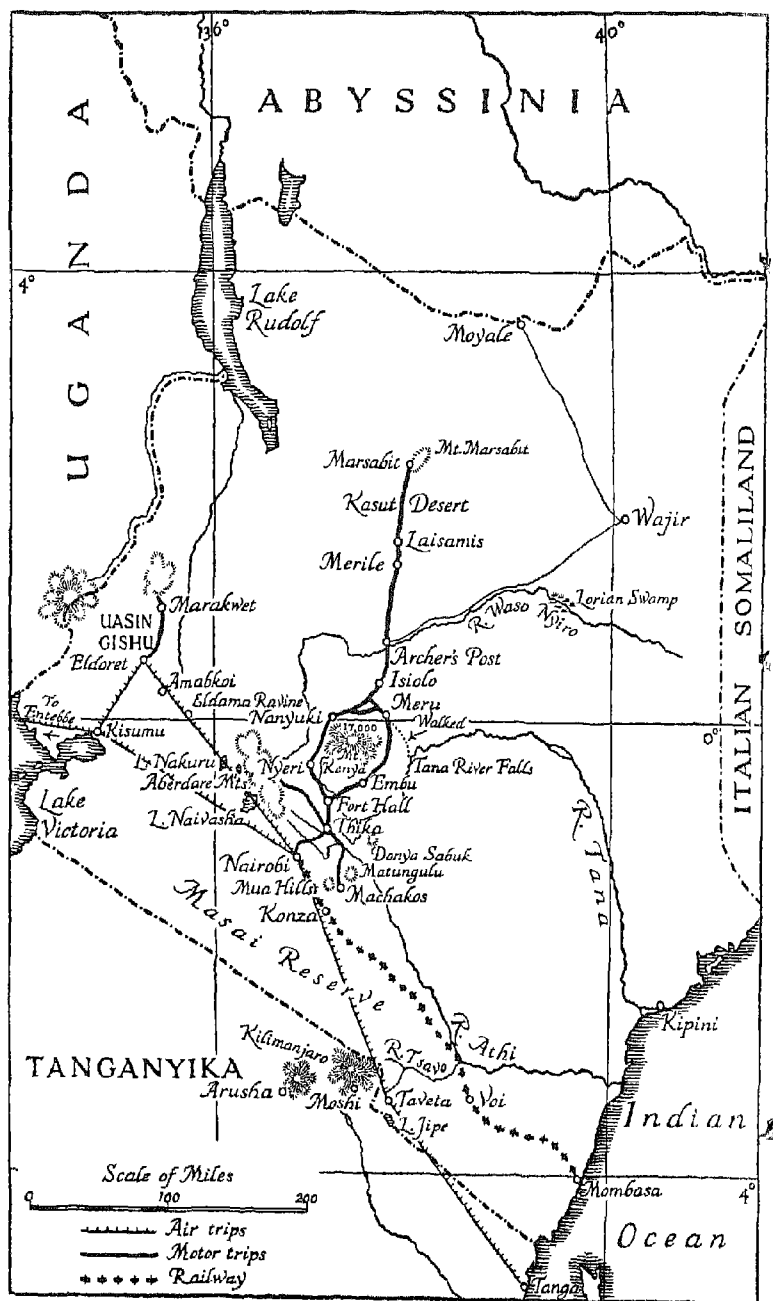 36°
40°
ABYSSINIA
UGANDA
4°
Lake
Rudolf
Moyale
Marsabit
Mt. Marsabit
Kasut Desert
Laisamis
Merile
Wajir
ITALIAN SOMALILAND
Marakwet
UASIN
GISHU
R. Waso
Nyiro
Lorian Swamp
Archer's Post
Eldoret
Isiolo
Amabkoi
Eldama Ravine
Meru
To
Entebbe
Kisumu
Nanyuki
Walked
17,000
Mt.
Kenya
0°
L. Nakuru
Nyeri
Tana River Falls
Aberdare Mts.
Embu
Fort Hall
Lake
Victoria
L. Naivasha
Thika
R. Tana
Donya Sabuk
Nairobi
Matungulu
Mua Hills
Machakos
Konza
Masai Reserve
Kipini
R. Athi
Kilimanjaro
R. Tsavo
TANGANYIKA
Arusha
Moshi
Taveta
Voi
Indian
L. Jipe
Scale of Miles
0 100 200
Mombasa
4°
Air trips
Motor trips
Railway
Ocean
Tanga